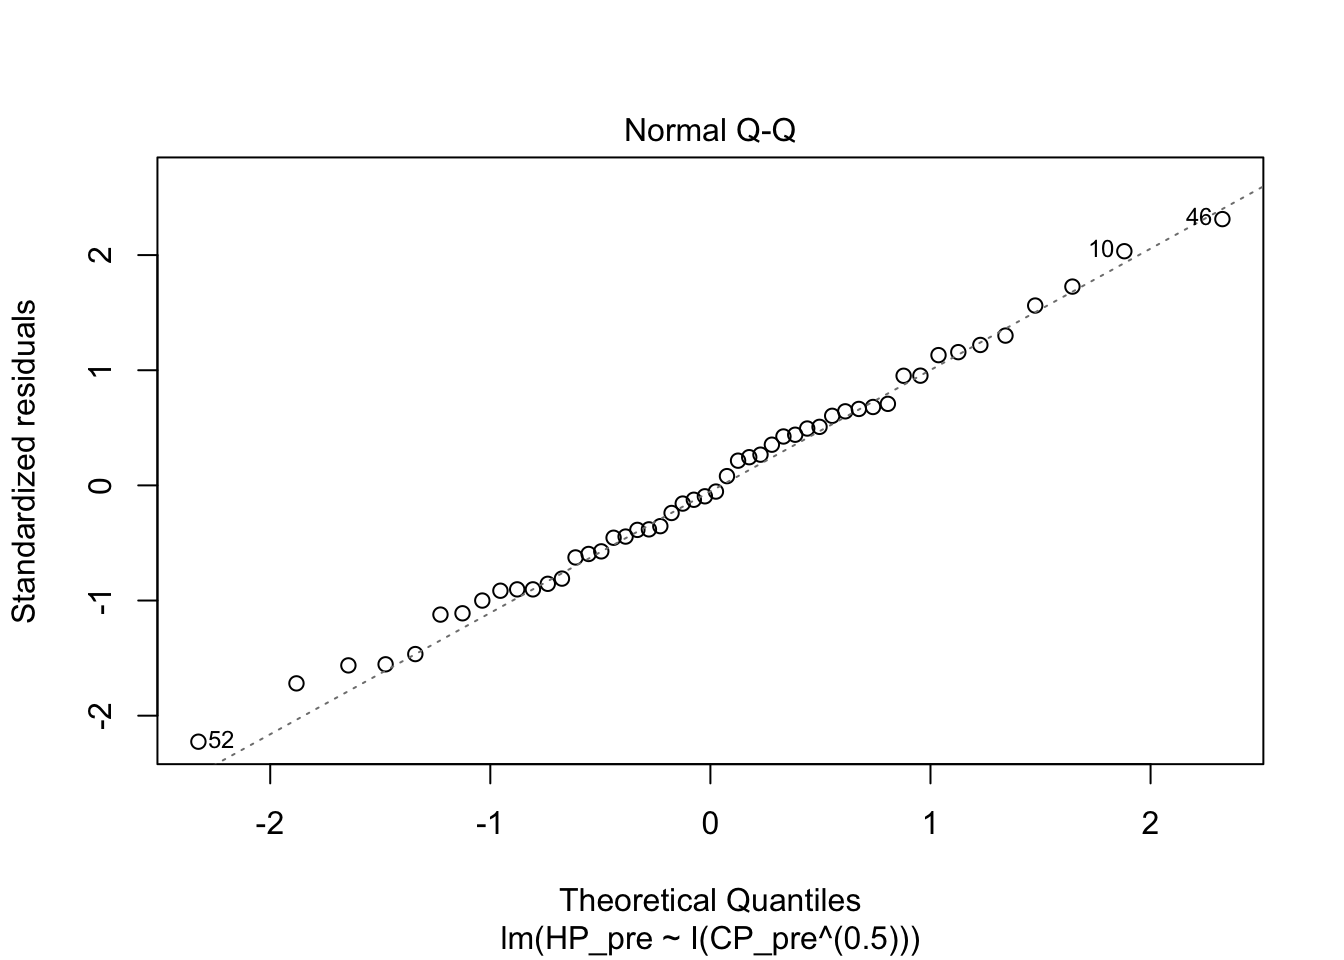 Normal Q-Q
Standardized residuals
2
1
0
-1
-2
46
10
52
-2 -1 0 1 2
Theoretical Quantiles
lm(HP_pre ~ I(CP_pre^(0.5)))